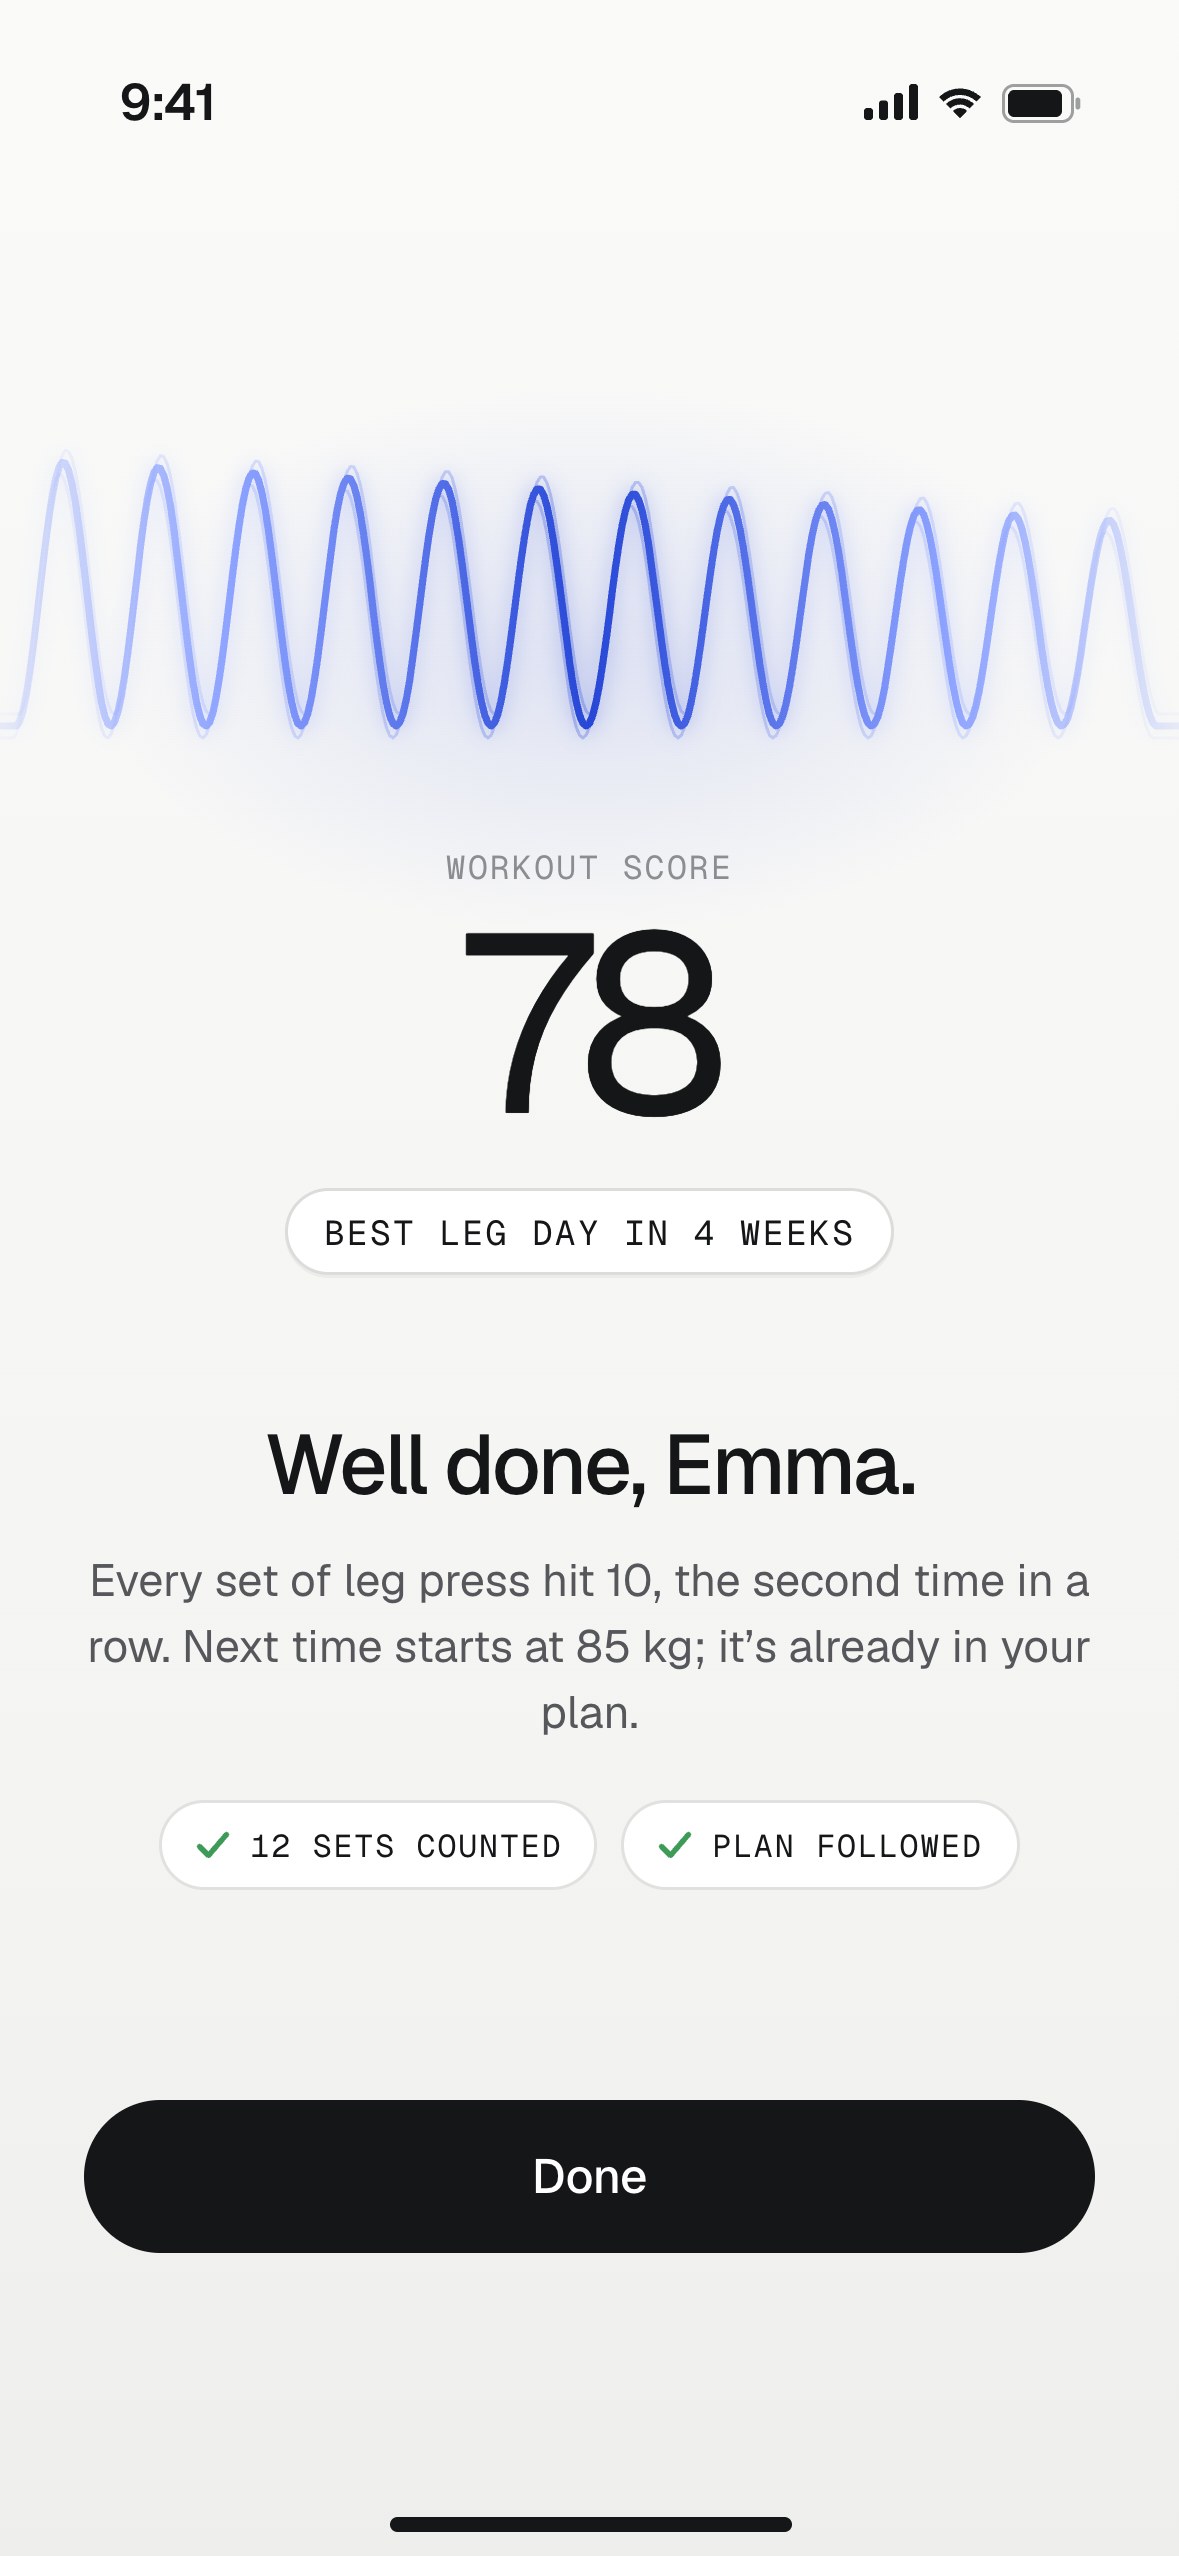 9:41
WORKOUT SCORE
78
BEST LEG DAY IN 4 WEEKS
Well done, Emma.
Every set of leg press hit 10, the second time in a
row. Next time starts at 85 kg; it’s already in your
plan.
12 SETS COUNTED
PLAN FOLLOWED
Done